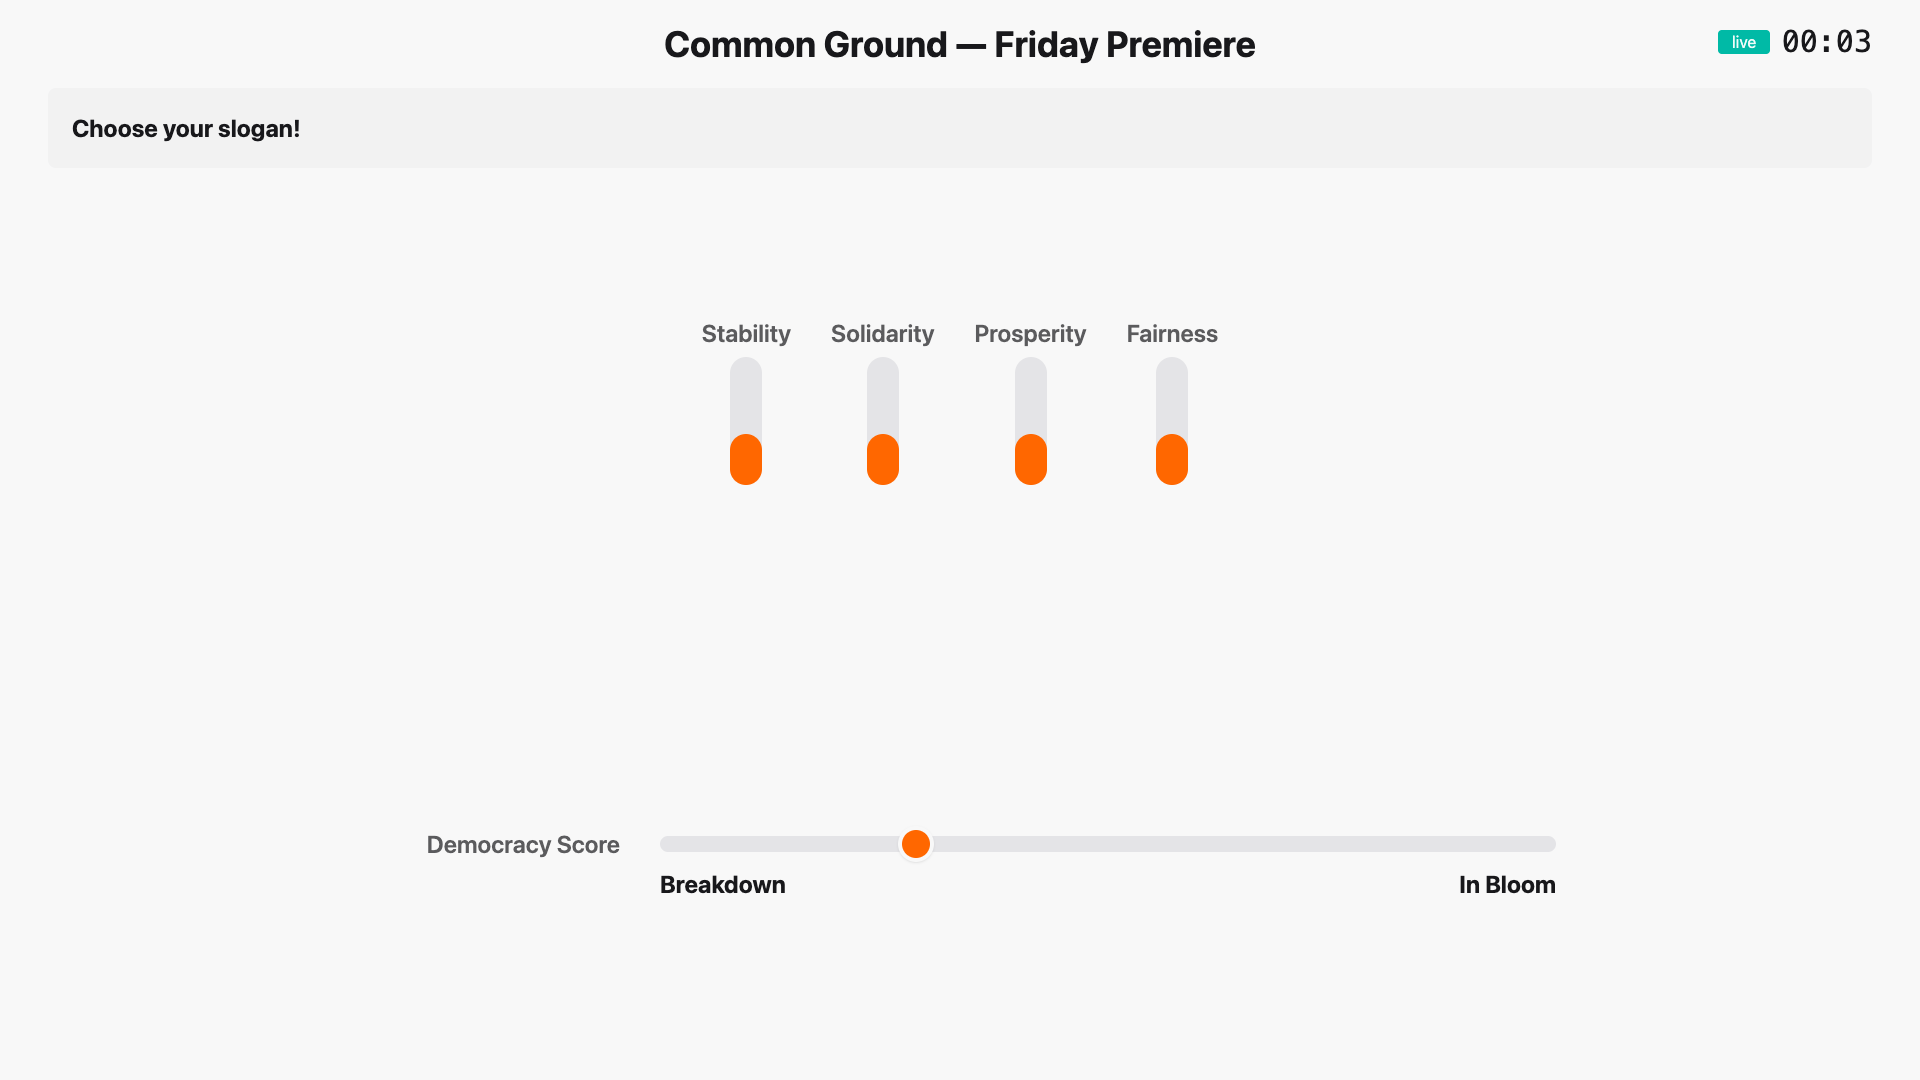 Common Ground — Friday Premiere
live 00:03
Choose your slogan!
Stability Solidarity Prosperity Fairness
Democracy Score
Breakdown In Bloom